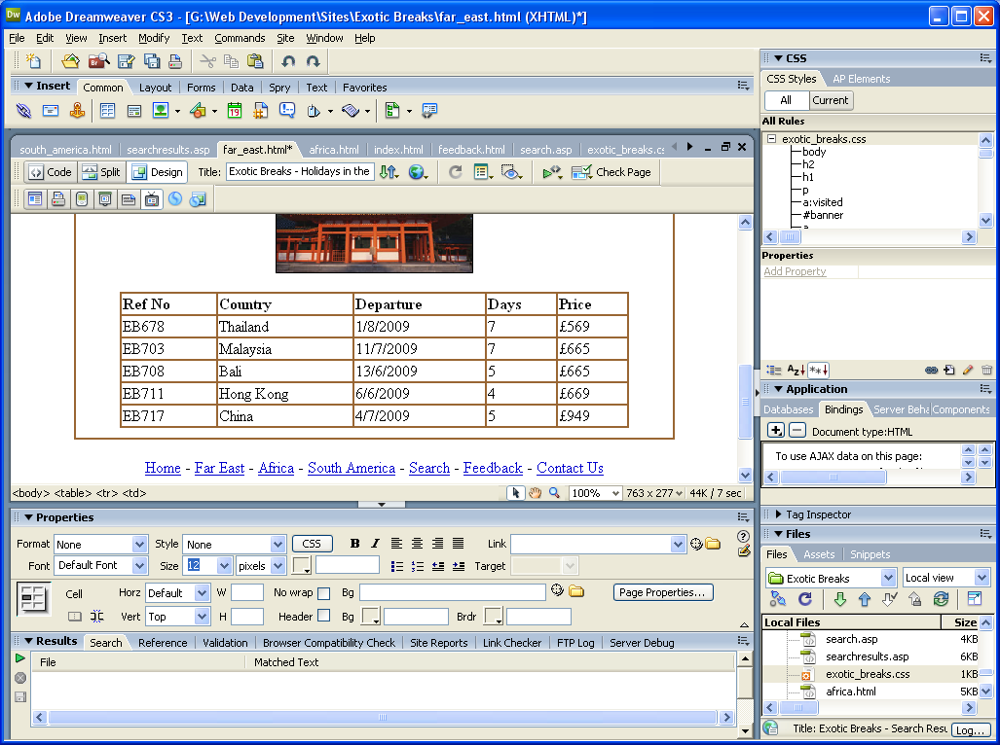 Adobe Dreamweaver CS3 - [G:\Web Development\Sites\Exotic Breaks\far_east.html (XHTML)*]
File Edit View Insert Modify Text Commands Site Window Help
Insert Common Layout Forms Data Spry Text Favorites
south_america.html searchresults.asp far_east.html* africa.html index.html feedback.html search.asp exotic_breaks.cs
Code Split Design Title: Exotic Breaks - Holidays in the Check Page
Ref No Country Departure Days Price
EB678 Thailand 1/8/2009 7 £569
EB703 Malaysia 11/7/2009 7 £665
EB708 Bali 13/6/2009 5 £665
EB711 Hong Kong 6/6/2009 4 £669
EB717 China 4/7/2009 5 £949
Home - Far East - Africa - South America - Search - Feedback - Contact Us
<body> <table> <tr> <td> 100% 763 x 277 44K / 7 sec
Properties
Format None Style None CSS B I Link
Font Default Font Size 12 pixels Target
Cell Horz Default W No wrap Bg Page Properties...
Vert Top H Header Bg Brdr
Results Search Reference Validation Browser Compatibility Check Site Reports Link Checker FTP Log Server Debug
File Matched Text
CSS
CSS Styles AP Elements
All Current
All Rules
exotic_breaks.css
body
h2
h1
p
a:visited
#banner
Properties
Add Property
Application
Databases Bindings Server Beha Components
Document type:HTML
To use AJAX data on this page:
Tag Inspector
Files
Files Assets Snippets
Exotic Breaks Local view
Local Files Size
search.asp 4KB
searchresults.asp 6KB
exotic_breaks.css 1KB
africa.html 5KB
Title: Exotic Breaks - Search Resu Log...